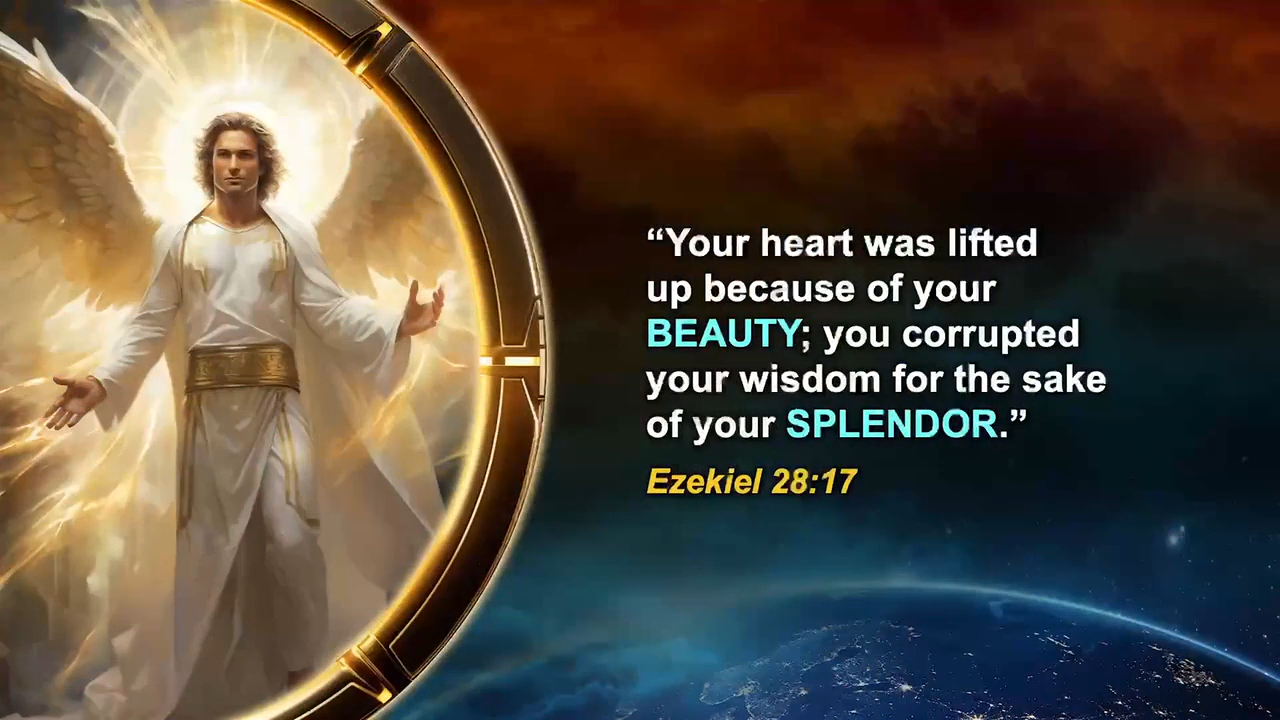 “Your heart was lifted
up because of your
BEAUTY; you corrupted
your wisdom for the sake
of your SPLENDOR.”
Ezekiel 28:17